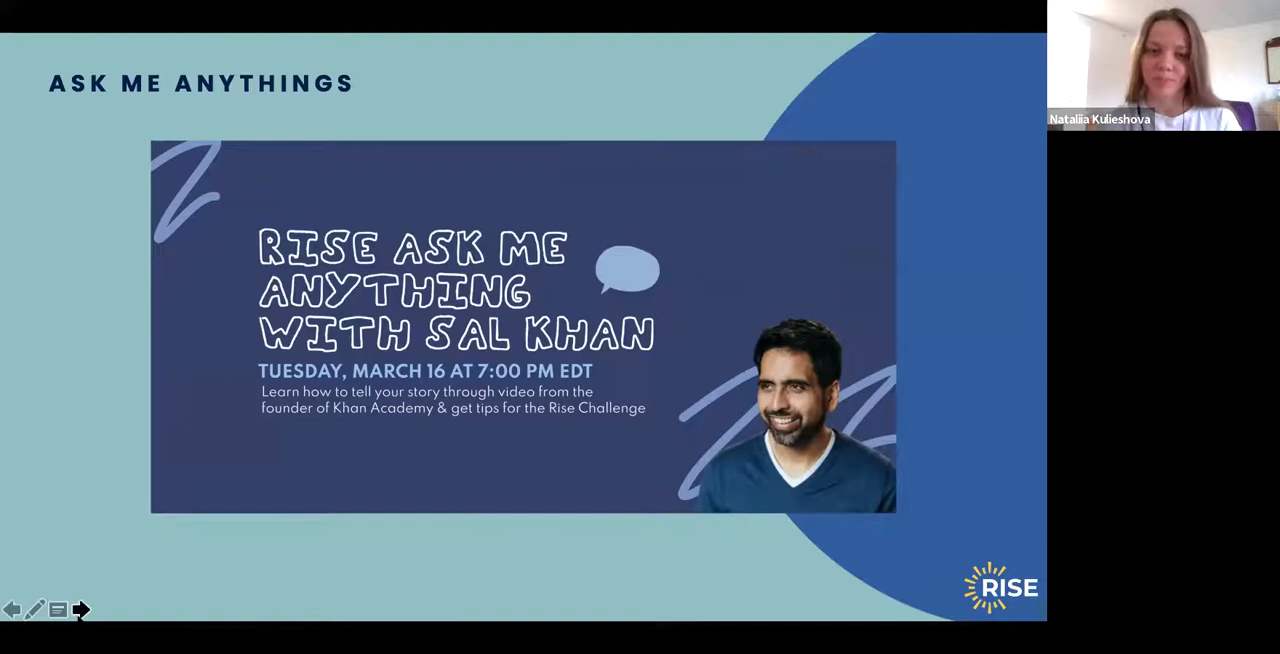 ASK ME ANYTHINGS
RISE ASK ME
ANYTHING
WITH SAL KHAN
TUESDAY, MARCH 16 AT 7:00 PM EDT
Learn how to tell your story through video from the
founder of Khan Academy & get tips for the Rise Challenge
RISE
Nataliia Kulieshova